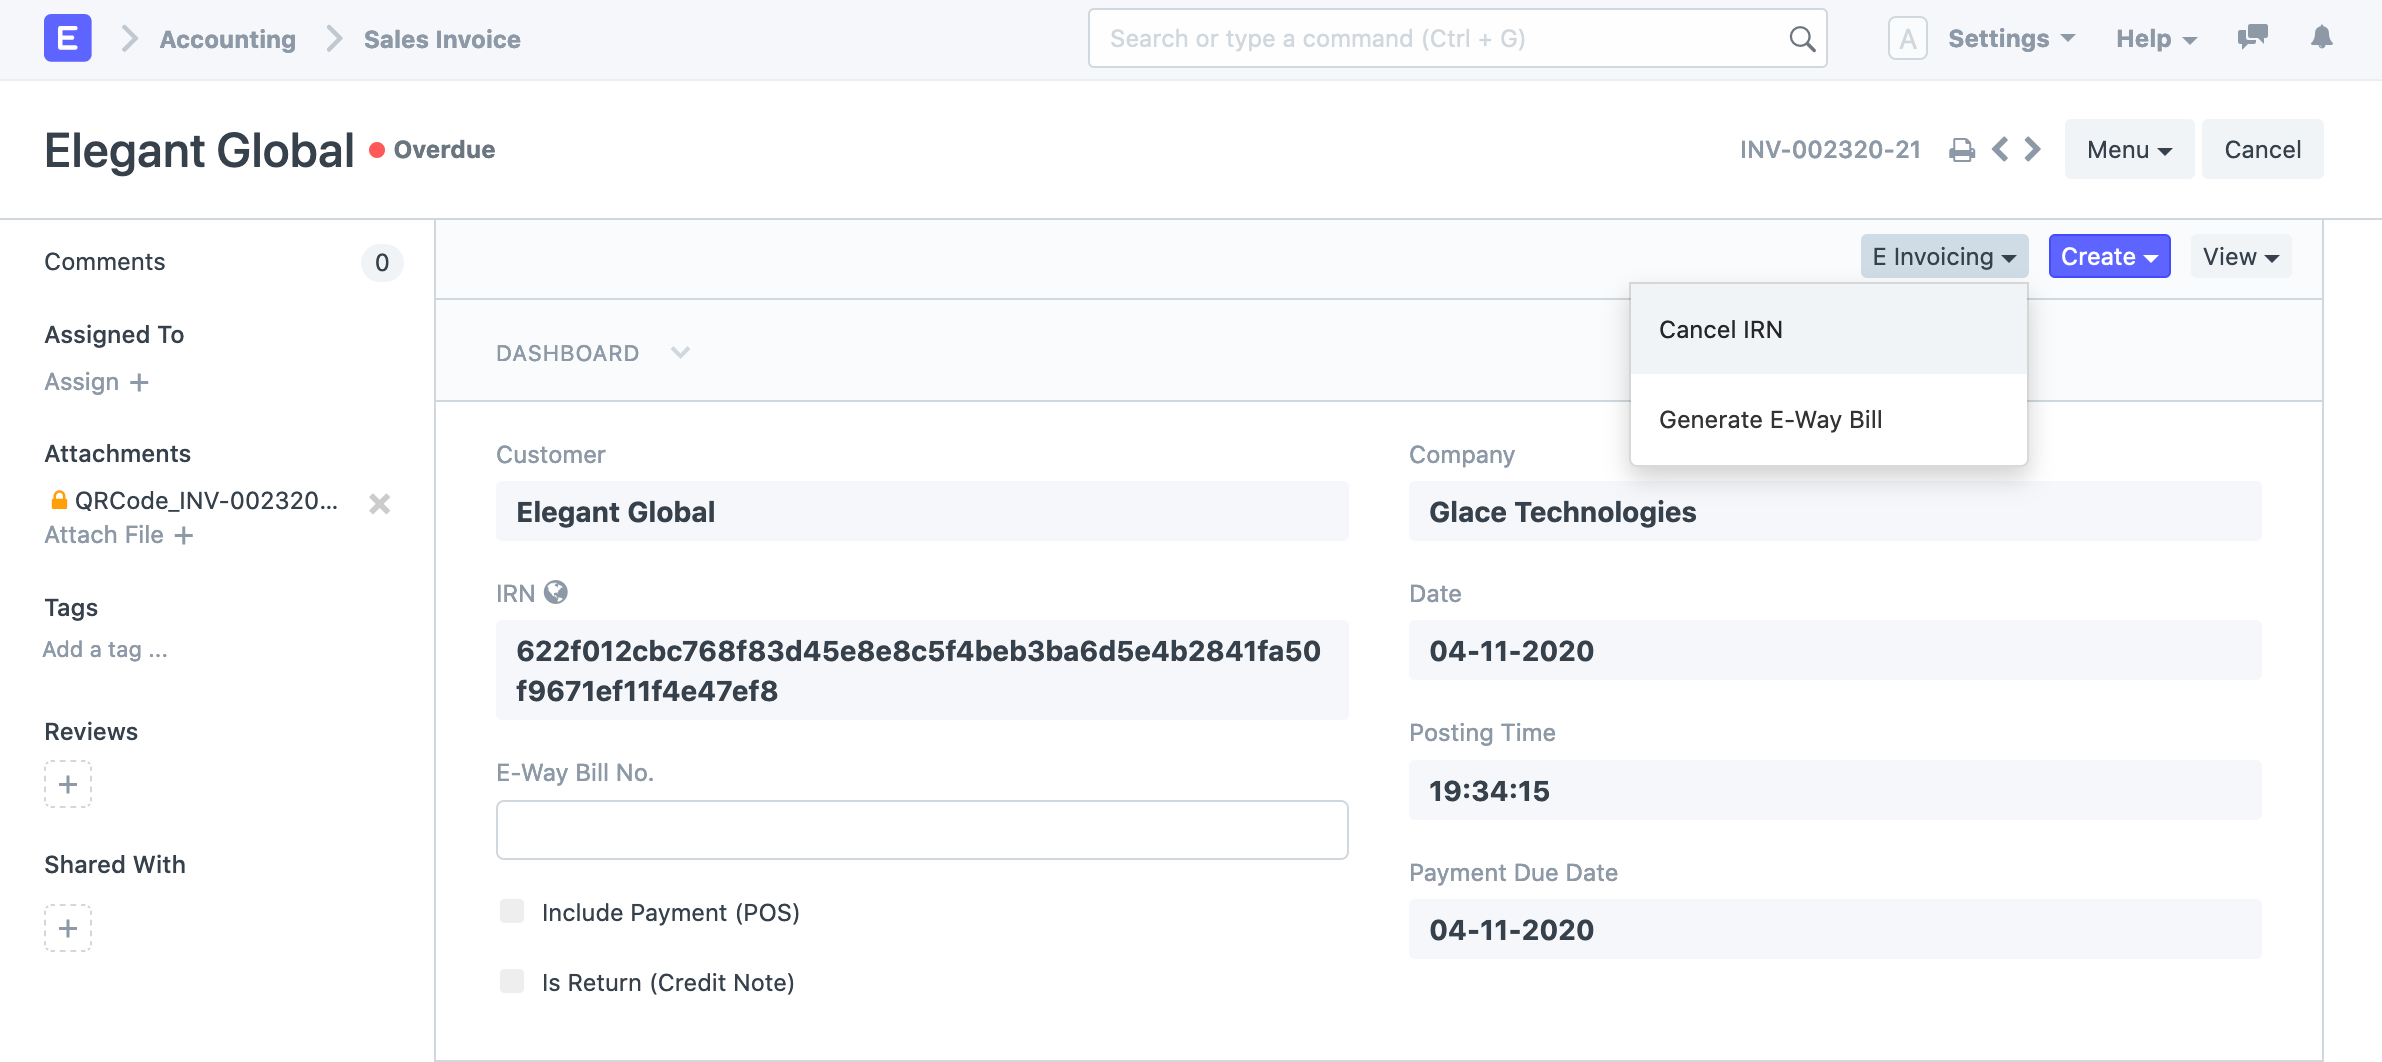 E
Accounting
Sales Invoice
Search or type a command (Ctrl + G)
A
Settings
Help
Elegant Global
Overdue
INV-002320-21
Menu
Cancel
Comments
0
Assigned To
Assign +
Attachments
QRCode_INV-002320...
Attach File +
Tags
Add a tag ...
Reviews
+
Shared With
+
E Invoicing
Create
View
Cancel IRN
Generate E-Way Bill
DASHBOARD
Customer
Elegant Global
IRN
622f012cbc768f83d45e8e8c5f4beb3ba6d5e4b2841fa50
f9671ef11f4e47ef8
E-Way Bill No.
Include Payment (POS)
Is Return (Credit Note)
Company
Glace Technologies
Date
04-11-2020
Posting Time
19:34:15
Payment Due Date
04-11-2020